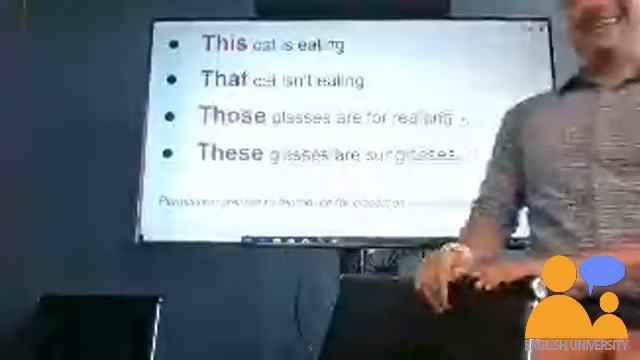 This cat is eating
That cat isn't eating.
Those glasses are for reading
These glasses are sunglasses.
ENGLISH UNIVERSITY